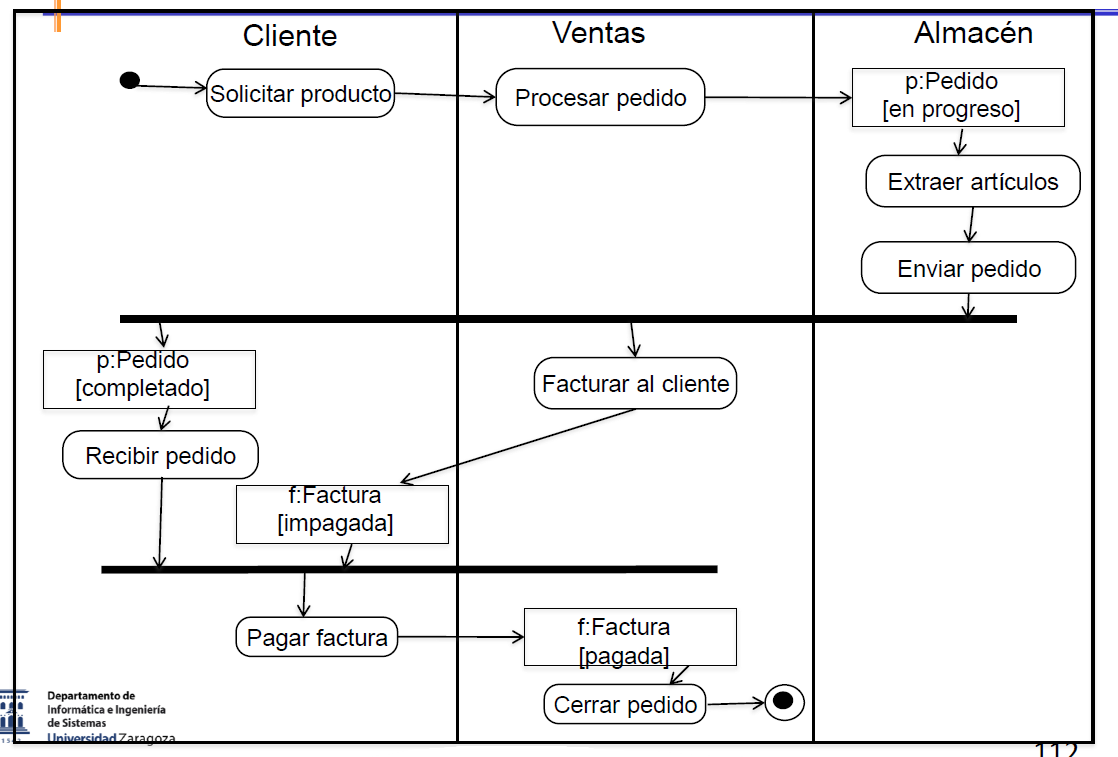 Cliente
Ventas
Almacén
Solicitar producto
Procesar pedido
p:Pedido
[en progreso]
Extraer artículos
Enviar pedido
p:Pedido
[completado]
Facturar al cliente
Recibir pedido
f:Factura
[impagada]
Pagar factura
f:Factura
[pagada]
Cerrar pedido
Departamento de
Informática e Ingeniería
de Sistemas
Universidad Zaragoza
112